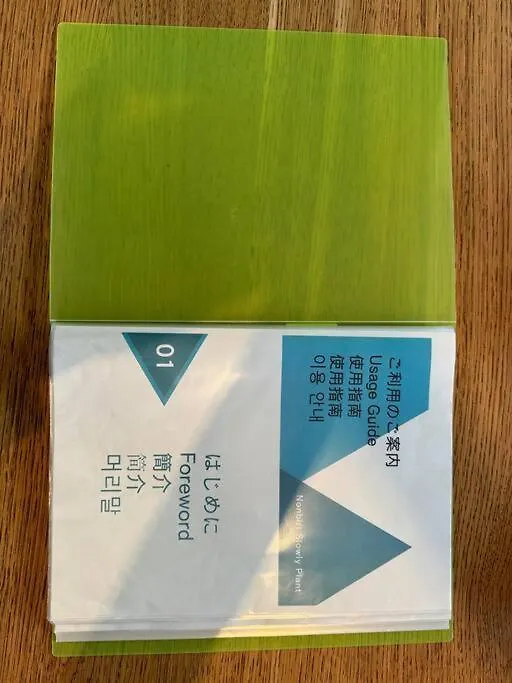 ご利用のご案内
Usage Guide
使用指南
使用指南
이용 안내
Nonbiri Slowly Plant
01
はじめに
Foreword
簡介
简介
머리말